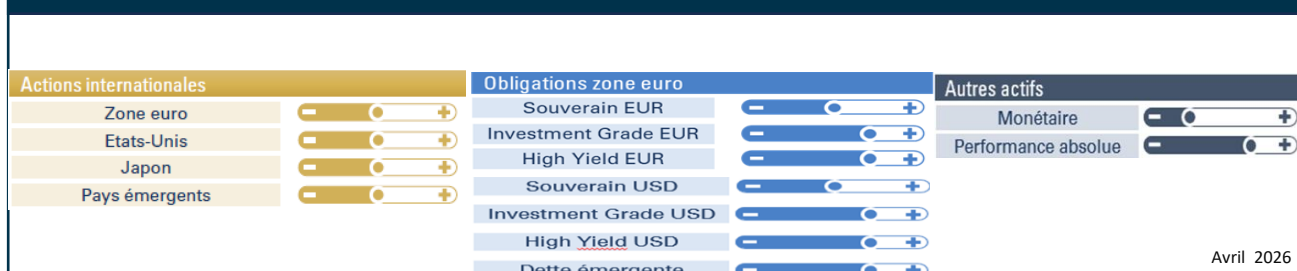 Actions internationales
Zone euro
Etats-Unis
Japon
Pays émergents
Obligations zone euro
Souverain EUR
Investment Grade EUR
High Yield EUR
Souverain USD
Investment Grade USD
High Yield USD
Dette émergente
Autres actifs
Monétaire
Performance absolue
Avril 2026